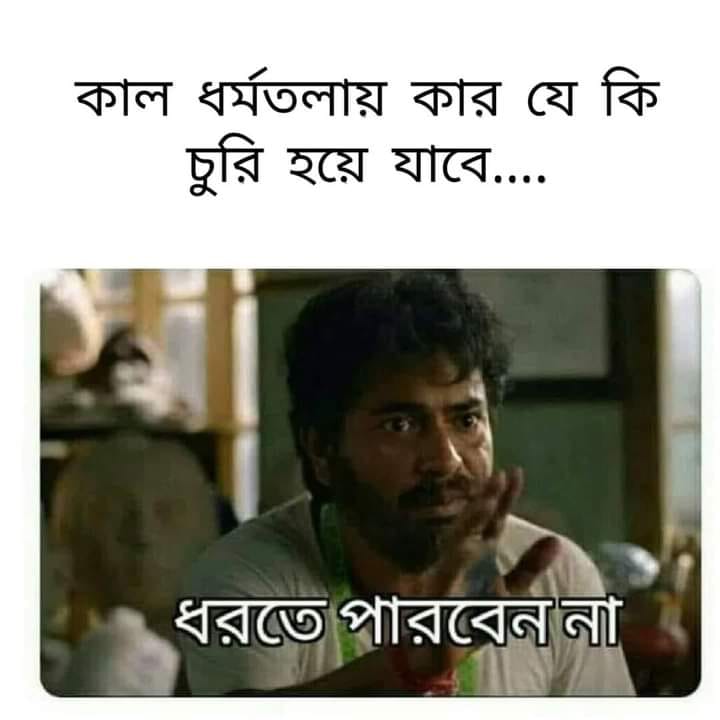 কাল ধর্মতলায় কার যে কি
চুরি হয়ে যাবে....
ধরতে পারবেন না